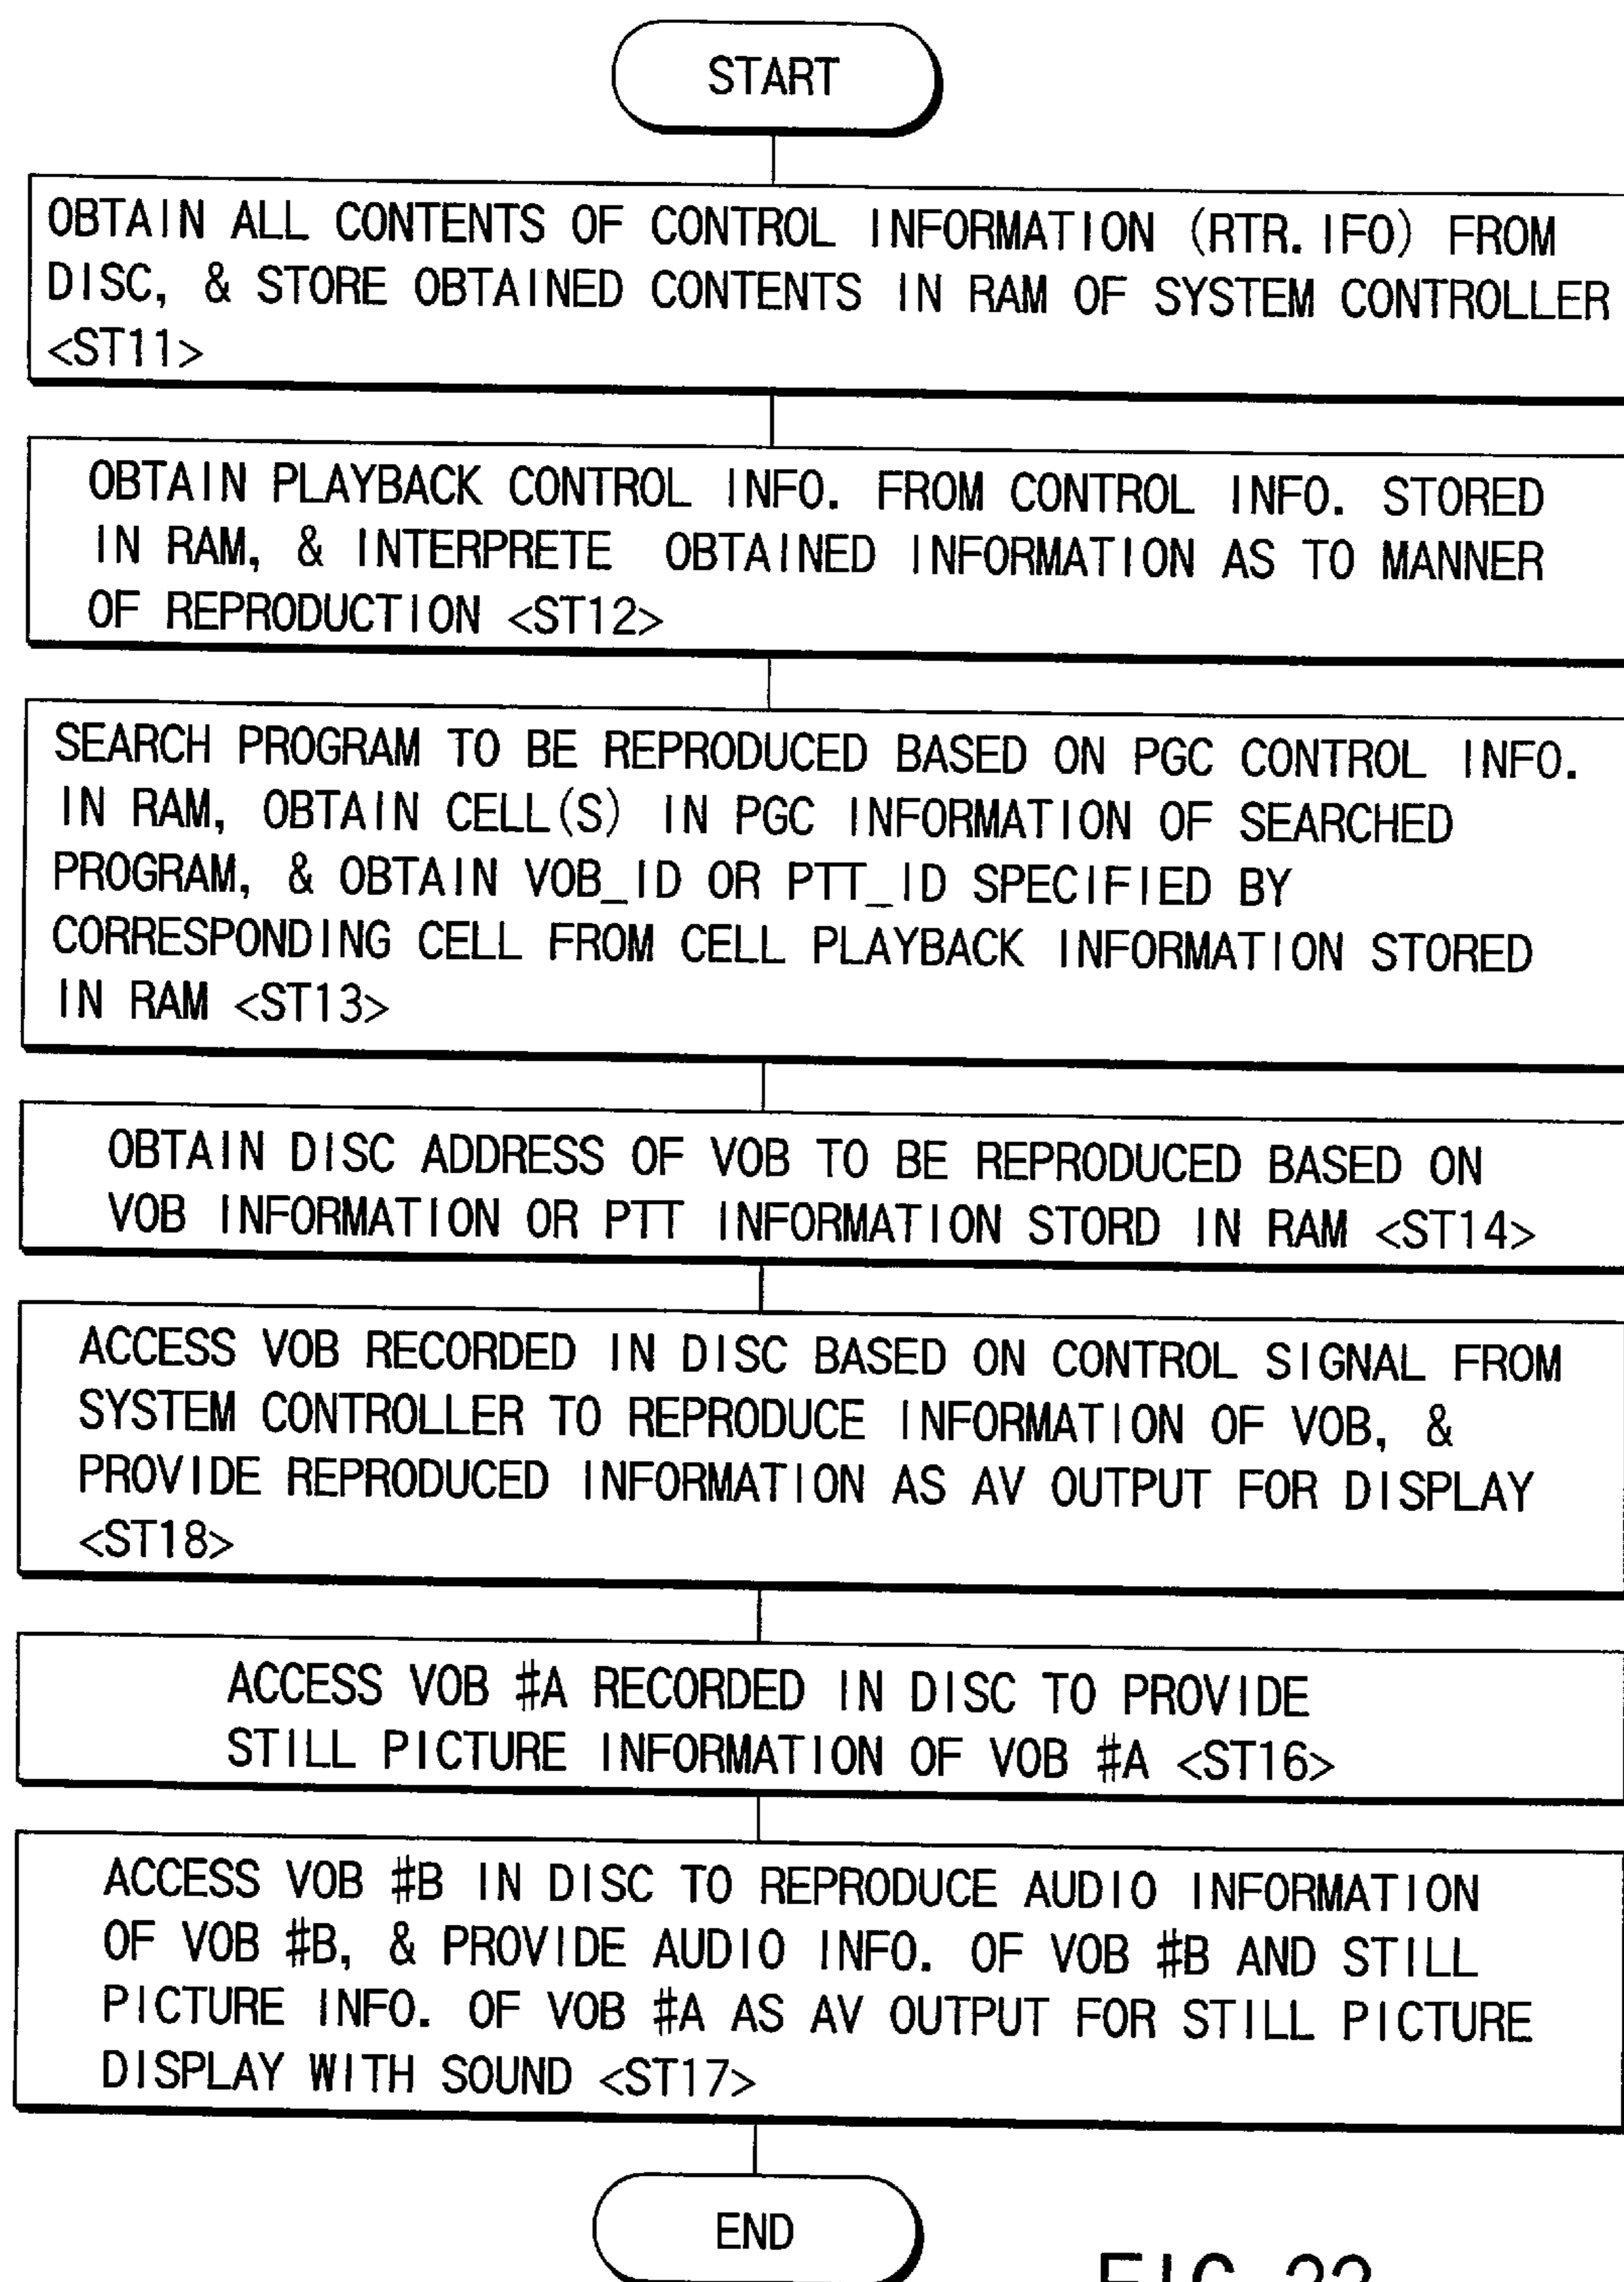 START
OBTAIN ALL CONTENTS OF CONTROL INFORMATION (RTR.IFO) FROM
DISC, & STORE OBTAINED CONTENTS IN RAM OF SYSTEM CONTROLLER
<ST11>
OBTAIN PLAYBACK CONTROL INFO. FROM CONTROL INFO. STORED
IN RAM, & INTERPRETE OBTAINED INFORMATION AS TO MANNER
OF REPRODUCTION <ST12>
SEARCH PROGRAM TO BE REPRODUCED BASED ON PGC CONTROL INFO.
IN RAM, OBTAIN CELL(S) IN PGC INFORMATION OF SEARCHED
PROGRAM, & OBTAIN VOB_ID OR PTT_ID SPECIFIED BY
CORRESPONDING CELL FROM CELL PLAYBACK INFORMATION STORED
IN RAM <ST13>
OBTAIN DISC ADDRESS OF VOB TO BE REPRODUCED BASED ON
VOB INFORMATION OR PTT INFORMATION STORD IN RAM <ST14>
ACCESS VOB RECORDED IN DISC BASED ON CONTROL SIGNAL FROM
SYSTEM CONTROLLER TO REPRODUCE INFORMATION OF VOB, &
PROVIDE REPRODUCED INFORMATION AS AV OUTPUT FOR DISPLAY
<ST18>
ACCESS VOB #A RECORDED IN DISC TO PROVIDE
STILL PICTURE INFORMATION OF VOB #A <ST16>
ACCESS VOB #B IN DISC TO REPRODUCE AUDIO INFORMATION
OF VOB #B, & PROVIDE AUDIO INFO. OF VOB #B AND STILL
PICTURE INFO. OF VOB #A AS AV OUTPUT FOR STILL PICTURE
DISPLAY WITH SOUND <ST17>
END